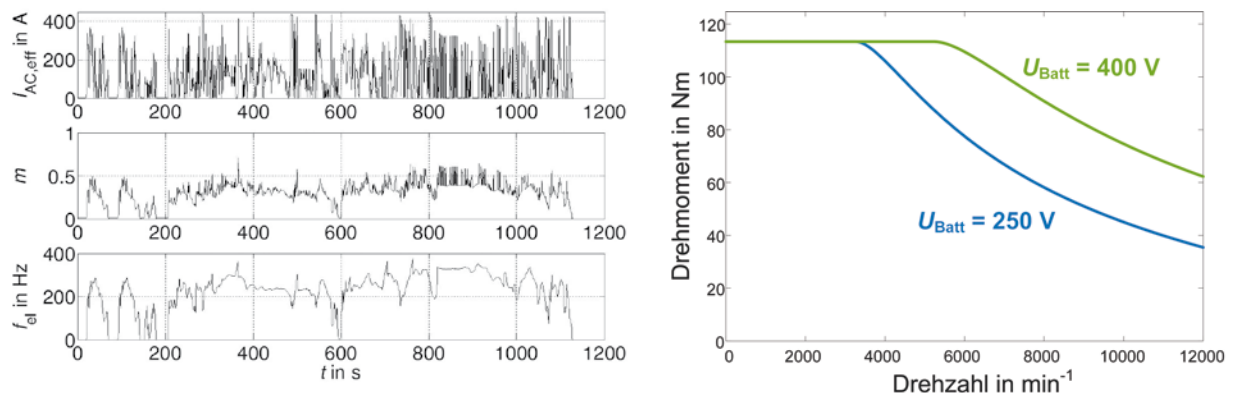 I_AC,eff in A
400
200
0
0 200 400 600 800 1000 1200
m
1
0.5
0
0 200 400 600 800 1000 1200
f_el in Hz
400
200
0
0 200 400 600 800 1000 1200
t in s
Drehmoment in Nm
120
100
80
60
40
20
0
U_Batt = 400 V
U_Batt = 250 V
0 2000 4000 6000 8000 10000 12000
Drehzahl in min⁻¹